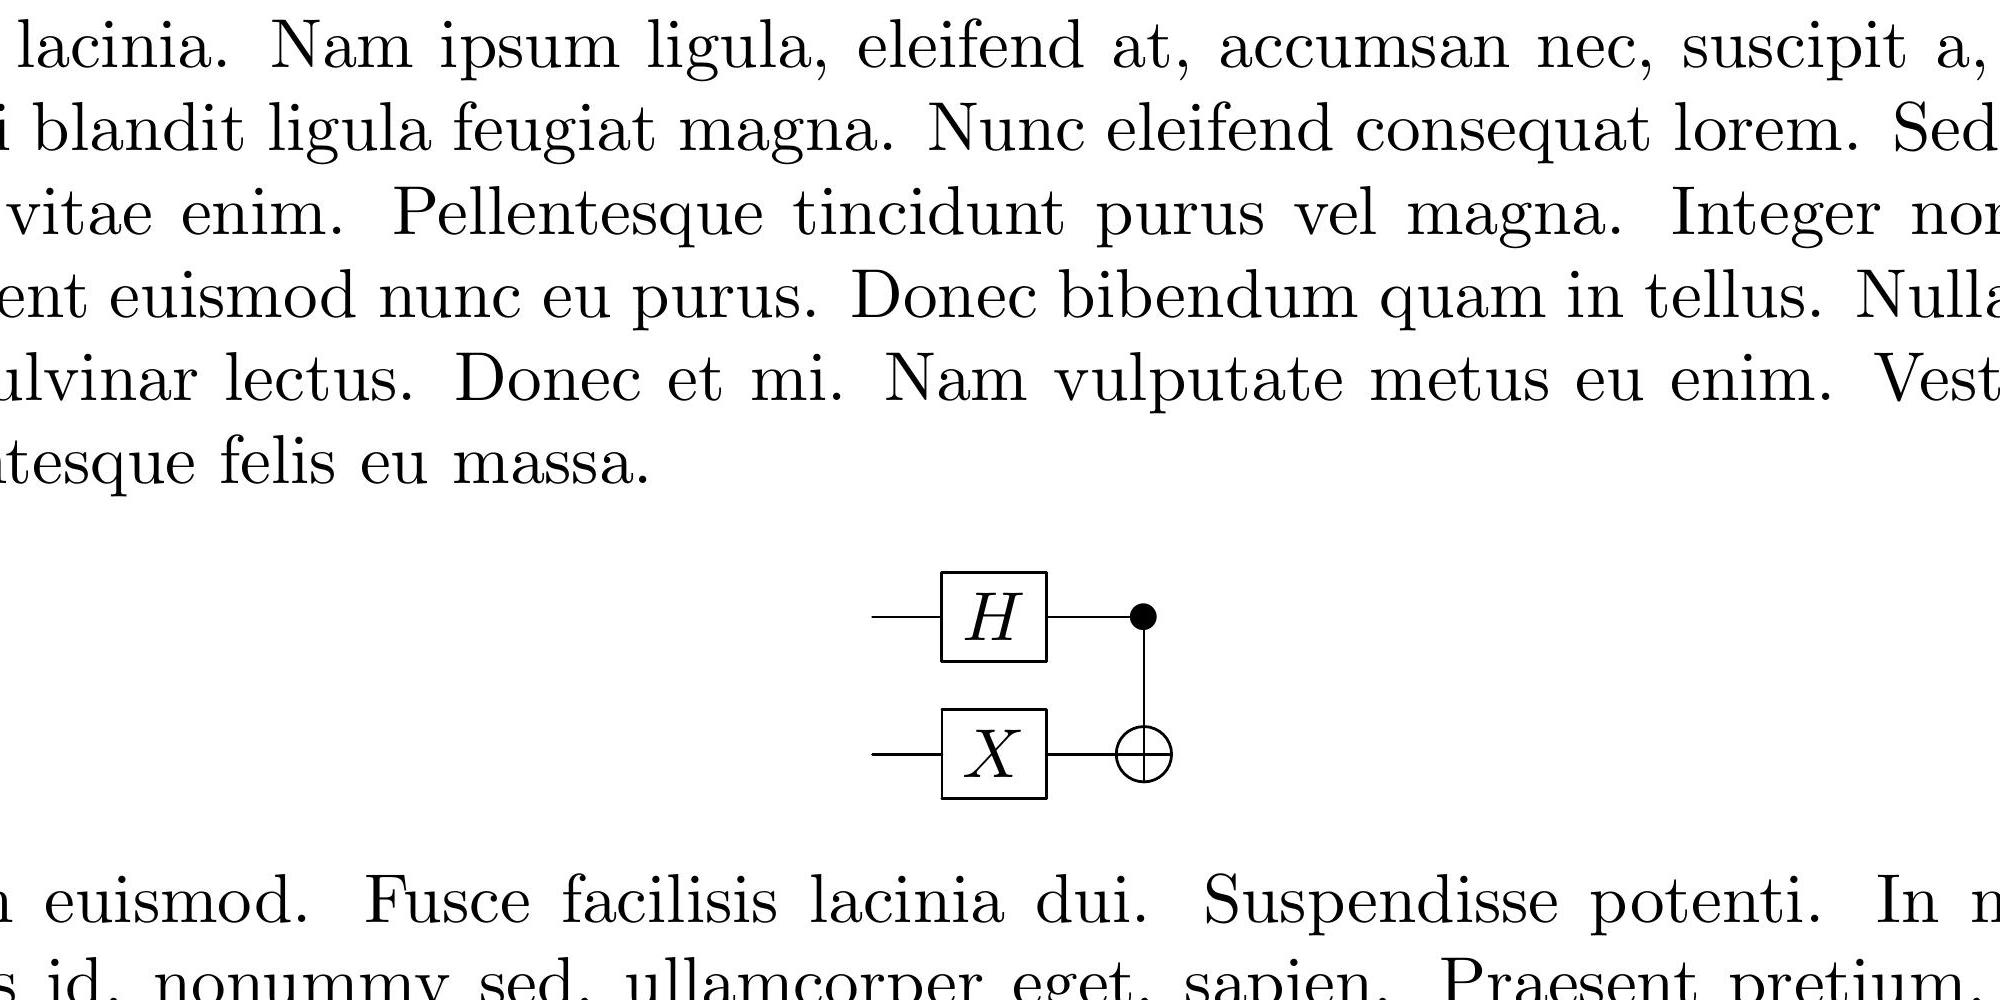 lacinia. Nam ipsum ligula, eleifend at, accumsan nec, suscipit a,
i blandit ligula feugiat magna. Nunc eleifend consequat lorem. Sed
vitae enim. Pellentesque tincidunt purus vel magna. Integer non
ent euismod nunc eu purus. Donec bibendum quam in tellus. Nulla
ulvinar lectus. Donec et mi. Nam vulputate metus eu enim. Vest
ntesque felis eu massa.
H
X
euismod. Fusce facilisis lacinia dui. Suspendisse potenti. In
s id, nonummy sed, ullamcorper eget, sapien. Praesent pretium,